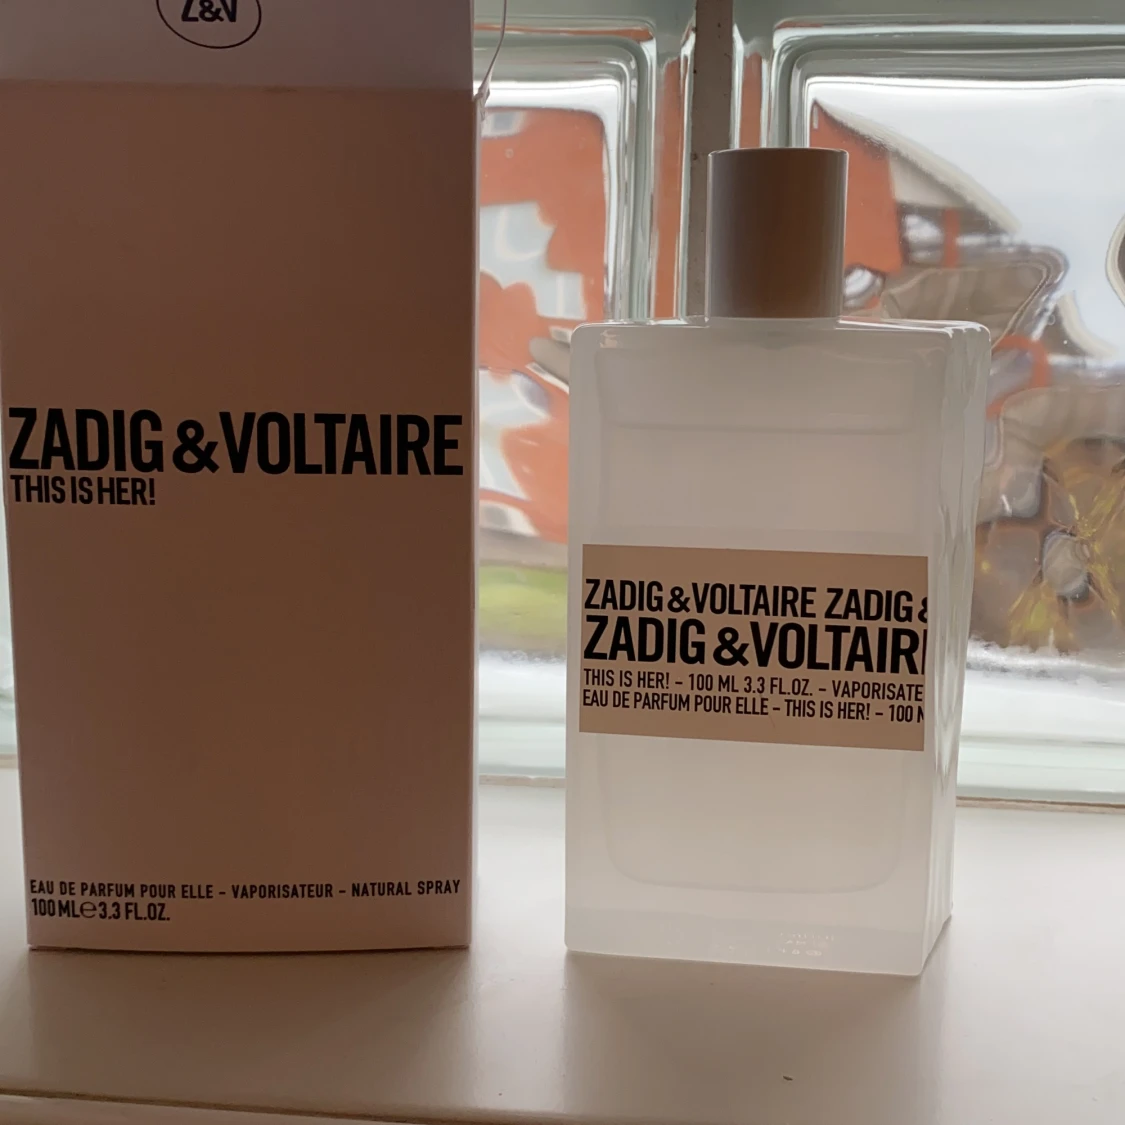 Z&V
ZADIG & VOLTAIRE
THIS IS HER!
EAU DE PARFUM POUR ELLE – VAPORISATEUR – NATURAL SPRAY
100 ML ℮ 3.3 FL.OZ.
ZADIG & VOLTAIRE ZADIG &
ZADIG & VOLTAIR
THIS IS HER! – 100 ML 3.3 FL.OZ. – VAPORISATE
EAU DE PARFUM POUR ELLE – THIS IS HER! – 100 M